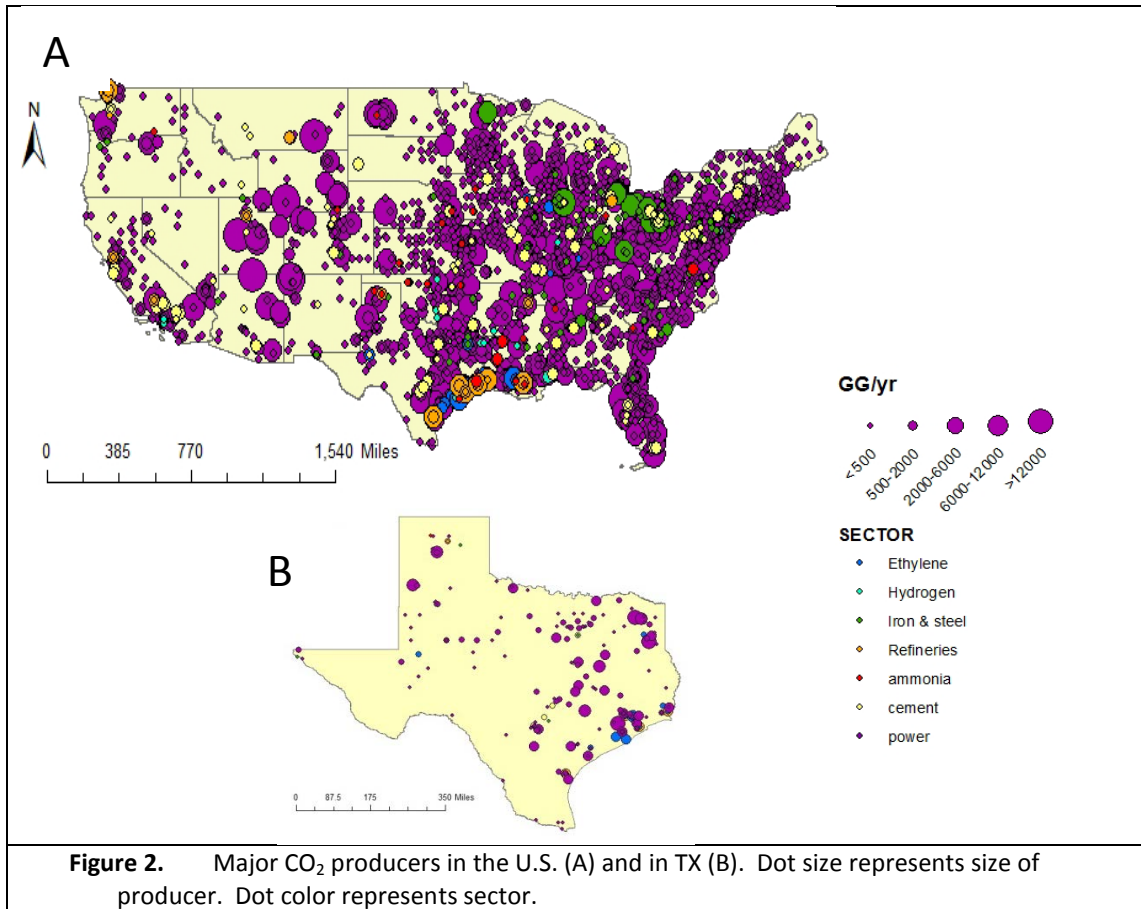 A
N
0 385 770 1,540 Miles
B
0 87.5 175 350 Miles
GG/yr
<500 500-2000 2000-6000 6000-12000 >12000
SECTOR
Ethylene
Hydrogen
Iron & steel
Refineries
ammonia
cement
power
Figure 2. Major CO₂ producers in the U.S. (A) and in TX (B). Dot size represents size of
producer. Dot color represents sector.